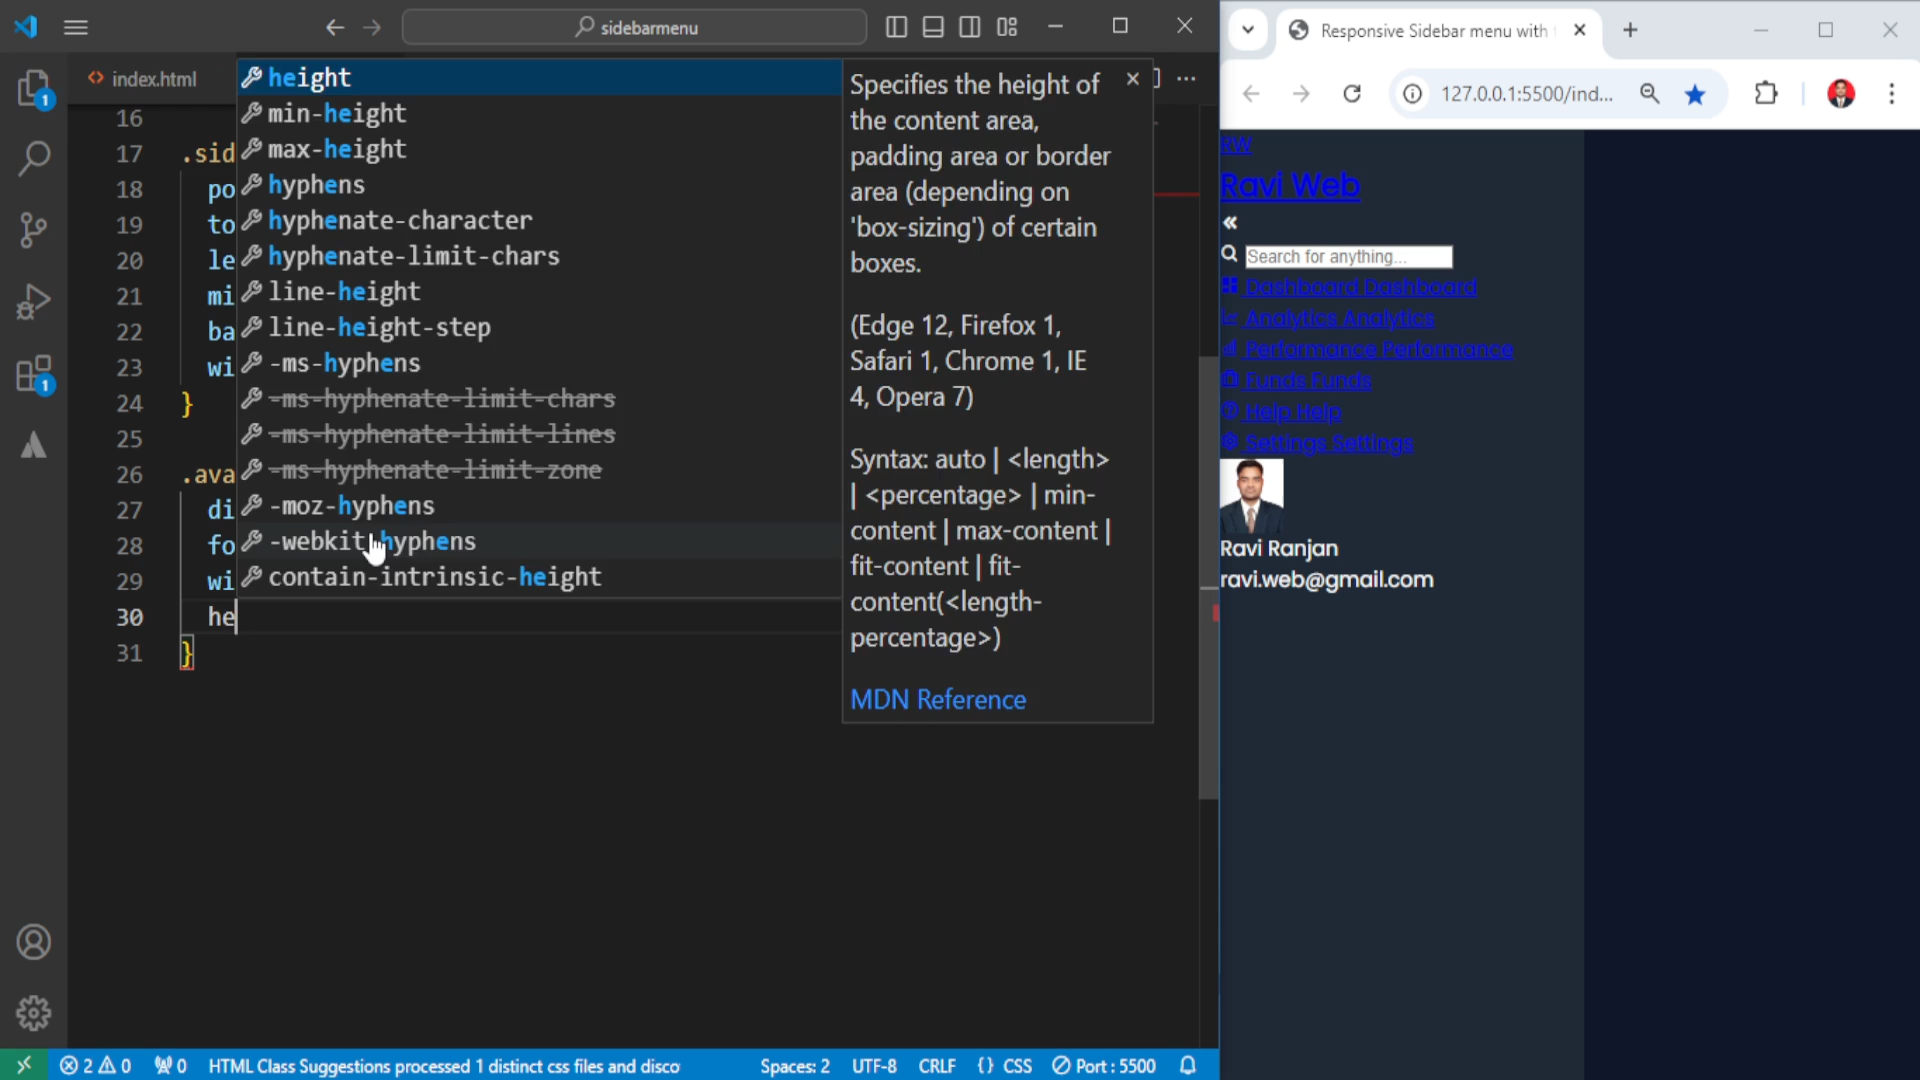 sidebarmenu
index.html
16
17 .sid
18 po
19 to
20 le
21 mi
22 ba
23 wi
24 }
25
26 .ava
27 di
28 fo
29 wi
30 he
31 }
height
min-height
max-height
hyphens
hyphenate-character
hyphenate-limit-chars
line-height
line-height-step
-ms-hyphens
-ms-hyphenate-limit-chars
-ms-hyphenate-limit-lines
-ms-hyphenate-limit-zone
-moz-hyphens
-webkit-hyphens
contain-intrinsic-height
Specifies the height of
the content area,
padding area or border
area (depending on
'box-sizing') of certain
boxes.
(Edge 12, Firefox 1,
Safari 1, Chrome 1, IE
4, Opera 7)
Syntax: auto | <length>
| <percentage> | min-
content | max-content |
fit-content | fit-
content(<length-
percentage>)
MDN Reference
1
1
2 0 0 HTML Class Suggestions processed 1 distinct css files and disco Spaces: 2 UTF-8 CRLF {} CSS Port : 5500
Responsive Sidebar menu with
127.0.0.1:5500/ind...
RW
Ravi Web
Search for anything...
Dashboard Dashboard
Analytics Analytics
Performance Performance
Funds Funds
Help Help
Settings Settings
Ravi Ranjan
ravi.web@gmail.com